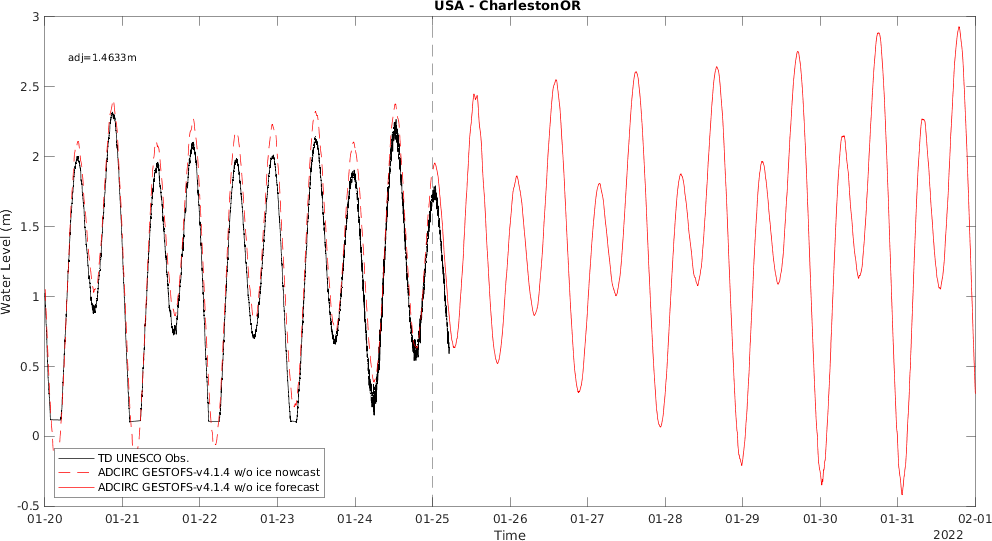 USA - CharlestonOR
adj=1.4633m
3
2.5
2
1.5
1
0.5
0
-0.5
Water Level (m)
TD UNESCO Obs.
ADCIRC GESTOFS-v4.1.4 w/o ice nowcast
ADCIRC GESTOFS-v4.1.4 w/o ice forecast
01-20 01-21 01-22 01-23 01-24 01-25 01-26 01-27 01-28 01-29 01-30 01-31 02-01
Time
2022